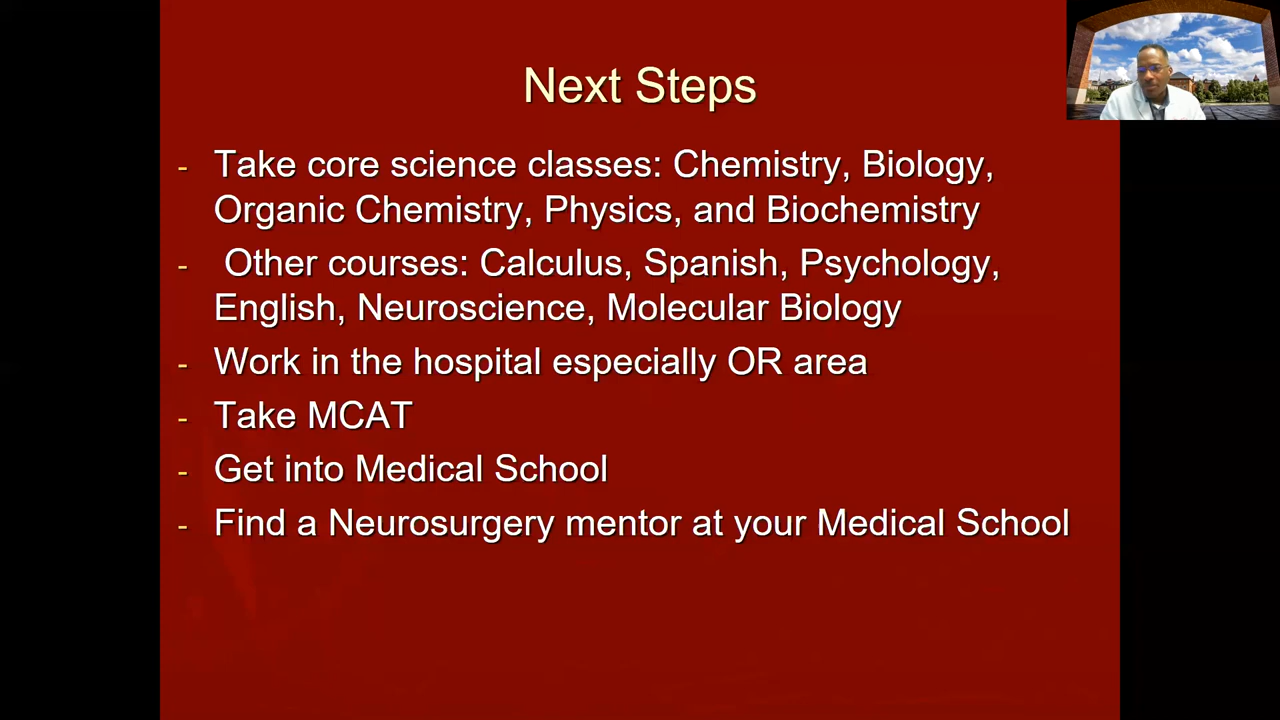 Next Steps
- Take core science classes: Chemistry, Biology,
Organic Chemistry, Physics, and Biochemistry
- Other courses: Calculus, Spanish, Psychology,
English, Neuroscience, Molecular Biology
- Work in the hospital especially OR area
- Take MCAT
- Get into Medical School
- Find a Neurosurgery mentor at your Medical School